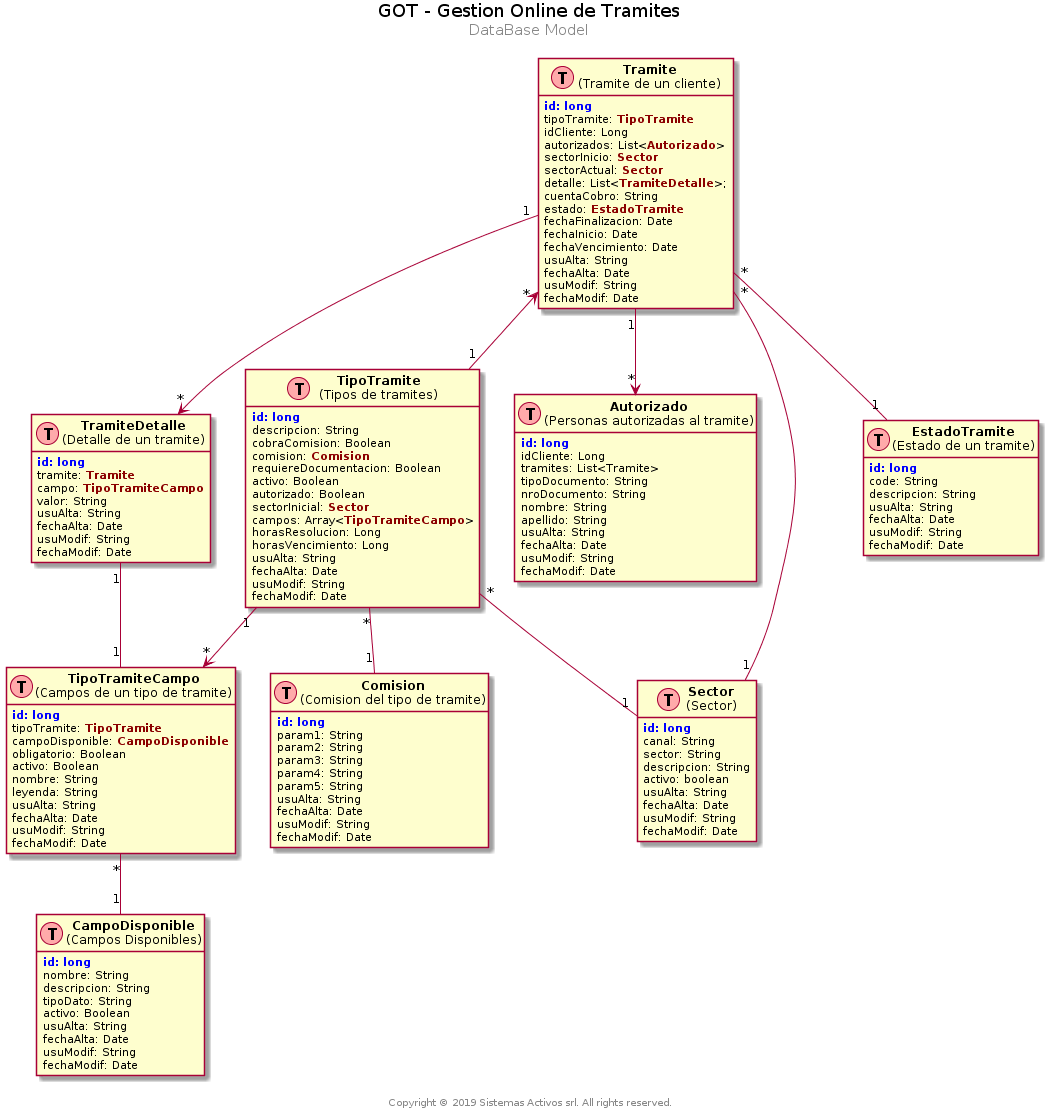 GOT - Gestion Online de Tramites
DataBase Model
T
Tramite
(Tramite de un cliente)
id: long
tipoTramite: TipoTramite
idCliente: Long
autorizados: List<Autorizado>
sectorInicio: Sector
sectorActual: Sector
detalle: List<TramiteDetalle>;
cuentaCobro: String
estado: EstadoTramite
fechaFinalizacion: Date
fechaInicio: Date
fechaVencimiento: Date
usuAlta: String
fechaAlta: Date
usuModif: String
fechaModif: Date
1
*
*
*
1
1
*
*
1
T
TramiteDetalle
(Detalle de un tramite)
id: long
tramite: Tramite
campo: TipoTramiteCampo
valor: String
usuAlta: String
fechaAlta: Date
usuModif: String
fechaModif: Date
T
TipoTramite
(Tipos de tramites)
id: long
descripcion: String
cobraComision: Boolean
comision: Comision
requiereDocumentacion: Boolean
activo: Boolean
autorizado: Boolean
sectorInicial: Sector
campos: Array<TipoTramiteCampo>
horasResolucion: Long
horasVencimiento: Long
usuAlta: String
fechaAlta: Date
usuModif: String
fechaModif: Date
T
Autorizado
(Personas autorizadas al tramite)
id: long
idCliente: Long
tramites: List<Tramite>
tipoDocumento: String
nroDocumento: String
nombre: String
apellido: String
usuAlta: String
fechaAlta: Date
usuModif: String
fechaModif: Date
T
EstadoTramite
(Estado de un tramite)
id: long
code: String
descripcion: String
usuAlta: String
fechaAlta: Date
usuModif: String
fechaModif: Date
1
*
1
*
1
*
1
1
1
T
TipoTramiteCampo
(Campos de un tipo de tramite)
id: long
tipoTramite: TipoTramite
campoDisponible: CampoDisponible
obligatorio: Boolean
activo: Boolean
nombre: String
leyenda: String
usuAlta: String
fechaAlta: Date
usuModif: String
fechaModif: Date
T
Comision
(Comision del tipo de tramite)
id: long
param1: String
param2: String
param3: String
param4: String
param5: String
usuAlta: String
fechaAlta: Date
usuModif: String
fechaModif: Date
T
Sector
(Sector)
id: long
canal: String
sector: String
descripcion: String
activo: boolean
usuAlta: String
fechaAlta: Date
usuModif: String
fechaModif: Date
*
1
T
CampoDisponible
(Campos Disponibles)
id: long
nombre: String
descripcion: String
tipoDato: String
activo: Boolean
usuAlta: String
fechaAlta: Date
usuModif: String
fechaModif: Date
Copyright © 2019 Sistemas Activos srl. All rights reserved.